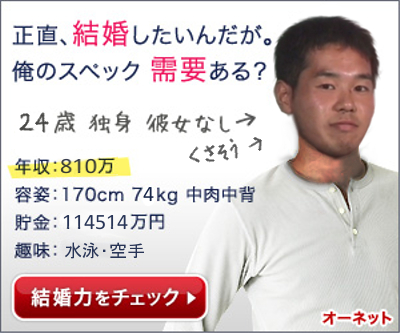 正直、結婚したいんだが。
俺のスペック 需要ある?
24歳 独身 彼女なし→
くさそう→
年収:810万
容姿:170cm 74kg 中肉中背
貯金:114514万円
趣味: 水泳・空手
結婚力をチェック
オーネット